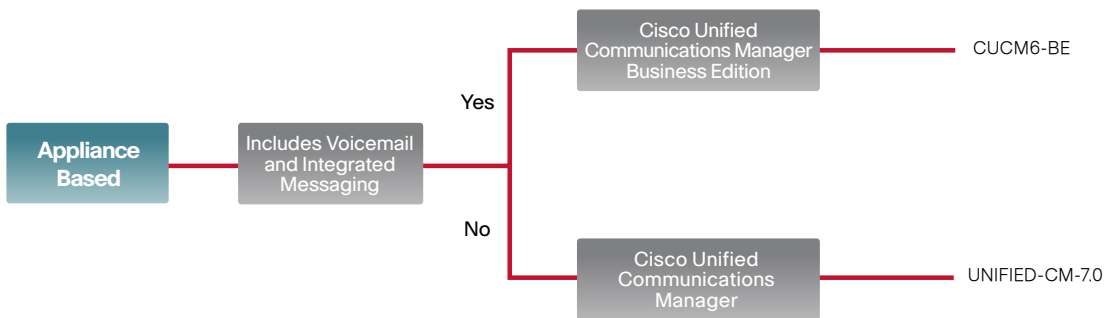 Appliance
Based
Includes Voicemail
and Integrated
Messaging
Yes
Cisco Unified
Communications Manager
Business Edition
CUCM6-BE
No
Cisco Unified
Communications
Manager
UNIFIED-CM-7.0